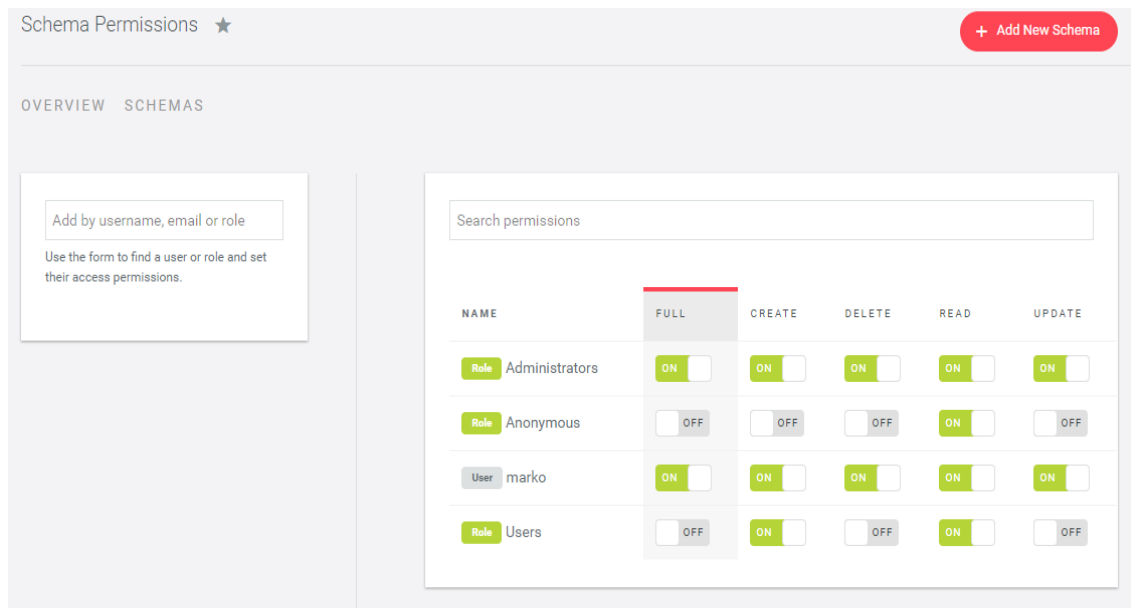 Schema Permissions
+ Add New Schema
OVERVIEW SCHEMAS
Add by username, email or role
Use the form to find a user or role and set
their access permissions.
Search permissions
NAME FULL CREATE DELETE READ UPDATE
Role Administrators ON ON ON ON ON
Role Anonymous OFF OFF OFF ON OFF
User marko ON ON ON ON ON
Role Users OFF ON OFF ON OFF